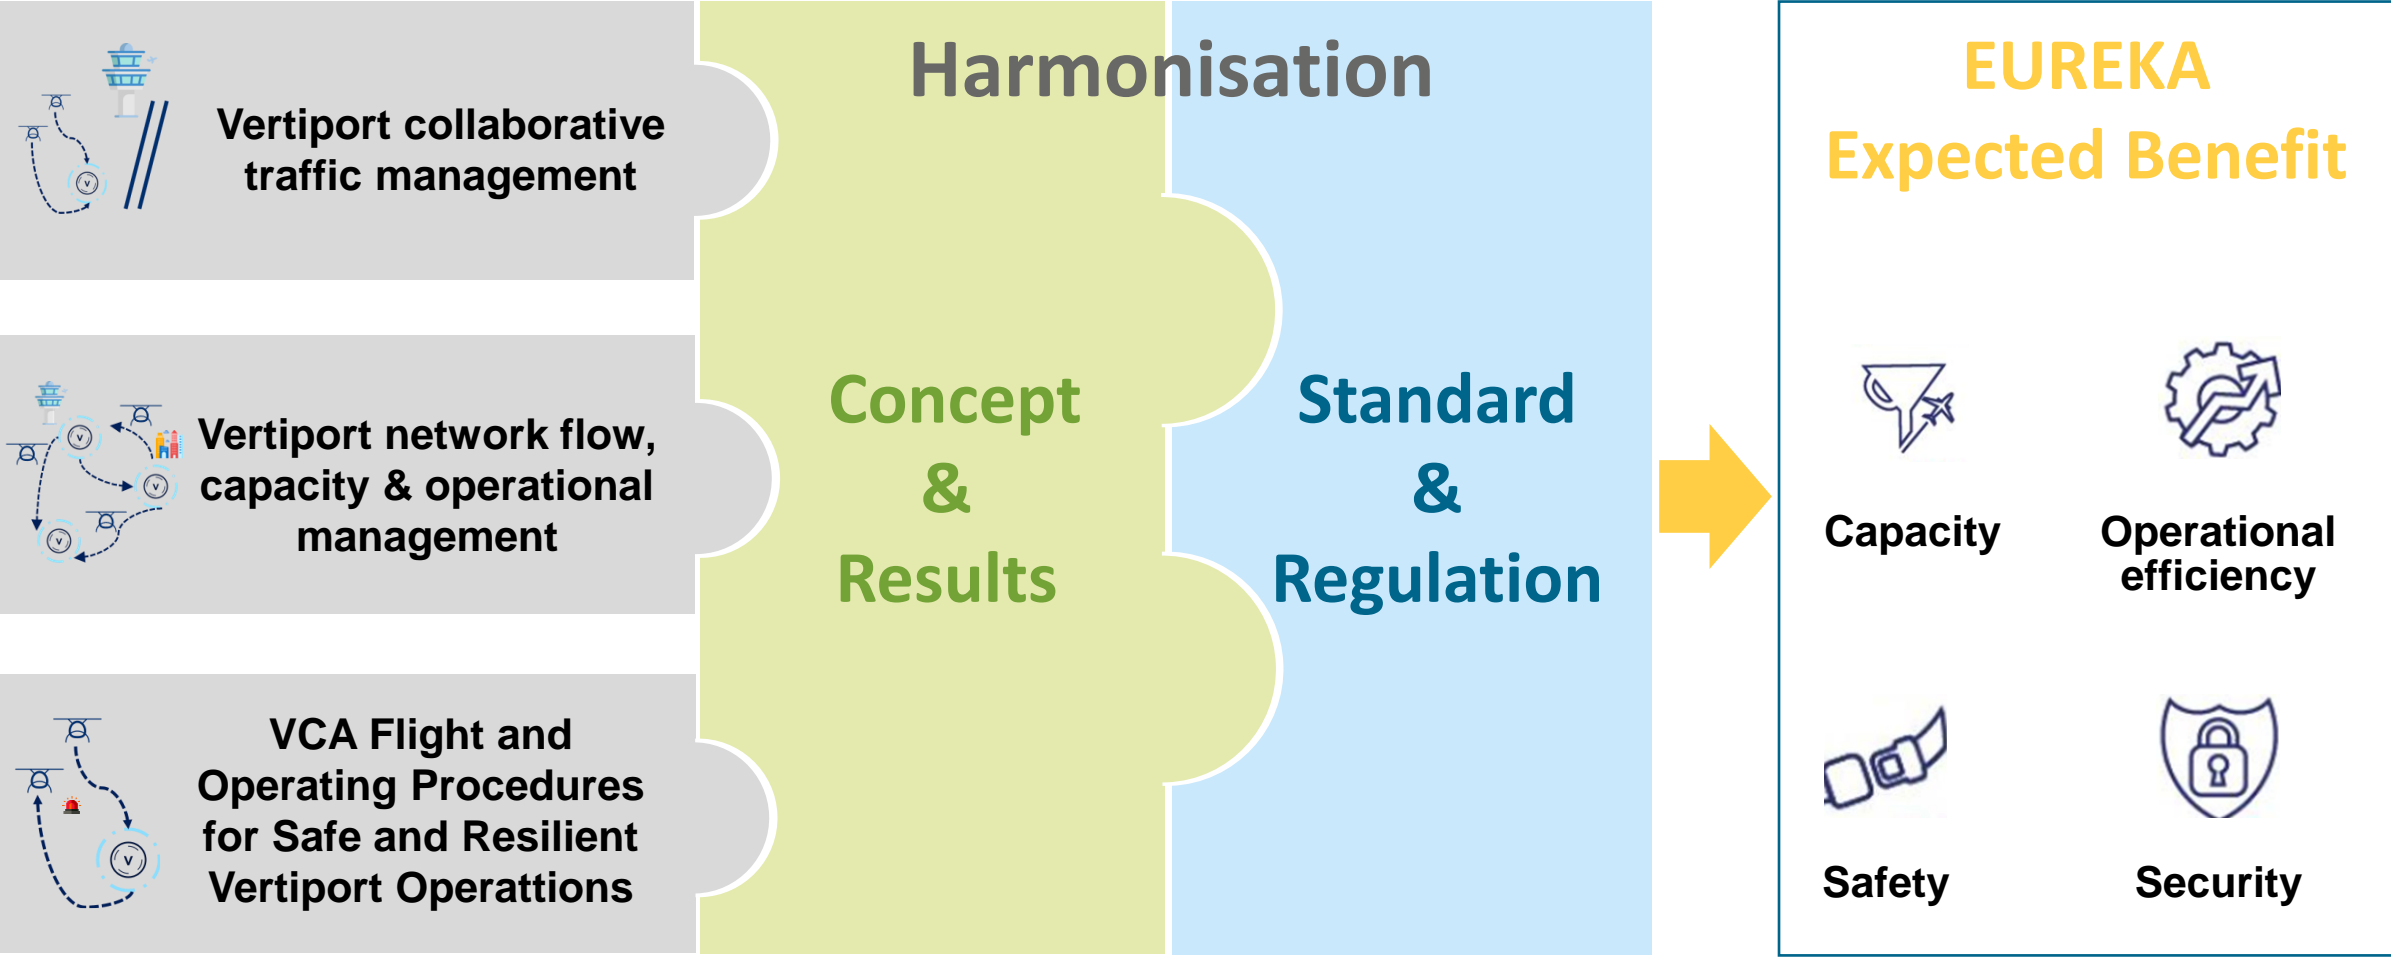 Vertiport collaborative
traffic management
Vertiport network flow,
capacity & operational
management
VCA Flight and
Operating Procedures
for Safe and Resilient
Vertiport Operattions
Harmonisation
Concept
&
Results
Standard
&
Regulation
EUREKA
Expected Benefit
Capacity
Operational
efficiency
Safety
Security
V
V
V
V
V